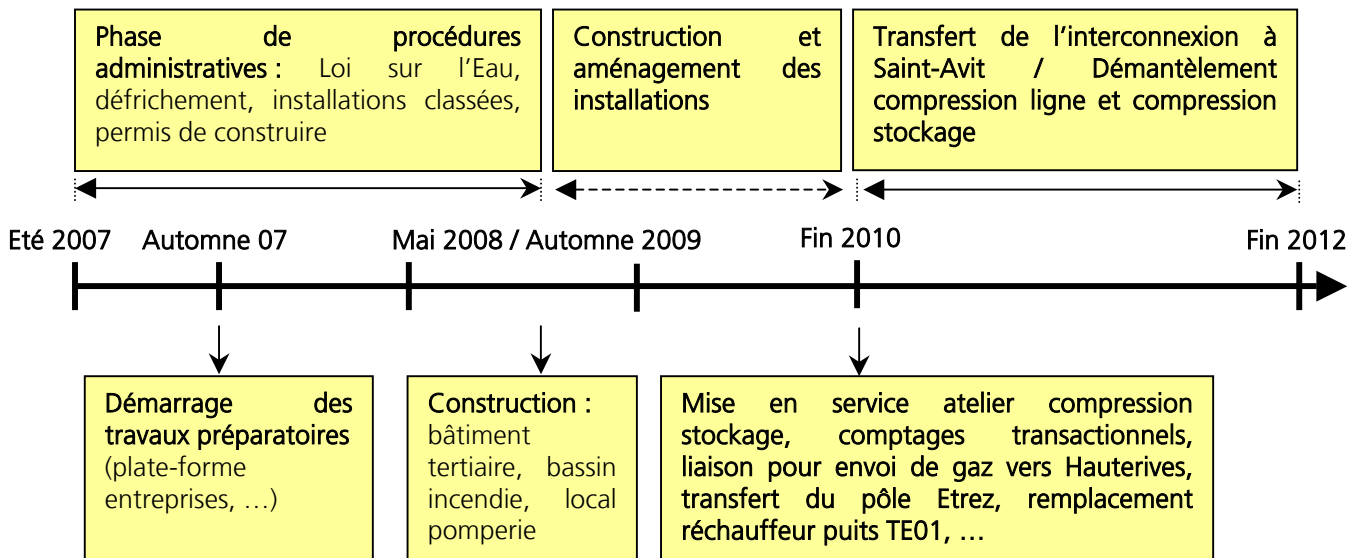 Phase de procédures
administratives : Loi sur l'Eau,
défrichement, installations classées,
permis de construire
Construction et
aménagement des
installations
Transfert de l'interconnexion à
Saint-Avit / Démantèlement
compression ligne et compression
stockage
Eté 2007 Automne 07 Mai 2008 / Automne 2009 Fin 2010 Fin 2012
Démarrage des
travaux préparatoires
(plate-forme
entreprises, …)
Construction :
bâtiment
tertiaire, bassin
incendie, local
pomperie
Mise en service atelier compression
stockage, comptages transactionnels,
liaison pour envoi de gaz vers Hauterives,
transfert du pôle Etrez, remplacement
réchauffeur puits TE01, …